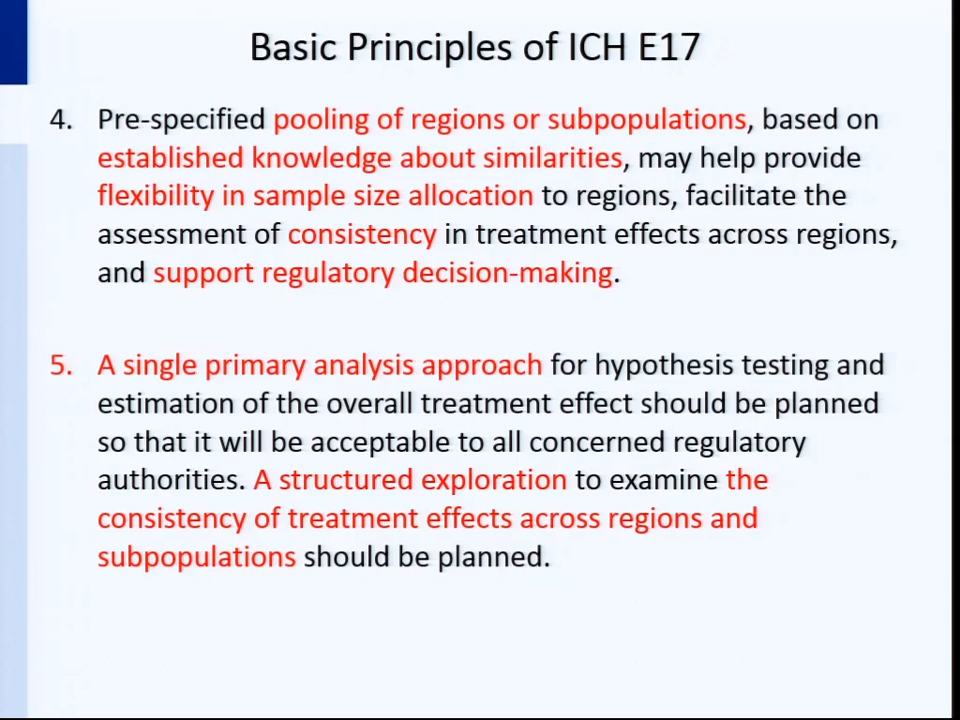 Basic Principles of ICH E17
4. Pre-specified pooling of regions or subpopulations, based on
established knowledge about similarities, may help provide
flexibility in sample size allocation to regions, facilitate the
assessment of consistency in treatment effects across regions,
and support regulatory decision-making.
5. A single primary analysis approach for hypothesis testing and
estimation of the overall treatment effect should be planned
so that it will be acceptable to all concerned regulatory
authorities. A structured exploration to examine the
consistency of treatment effects across regions and
subpopulations should be planned.